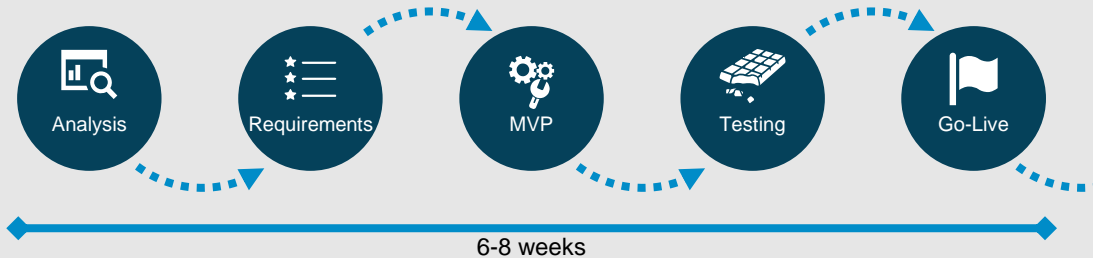 Analysis
Requirements
MVP
Testing
Go-Live
6-8 weeks